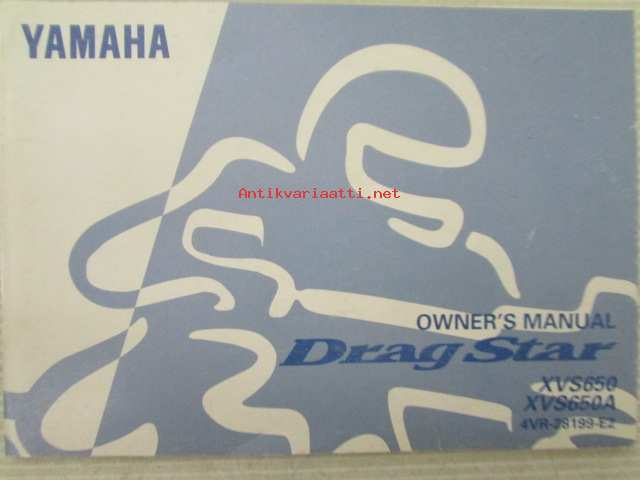 YAMAHA
Antikvariaatti.net
OWNER'S MANUAL
Drag Star
XVS650
XVS650A
4VR-28199-E2